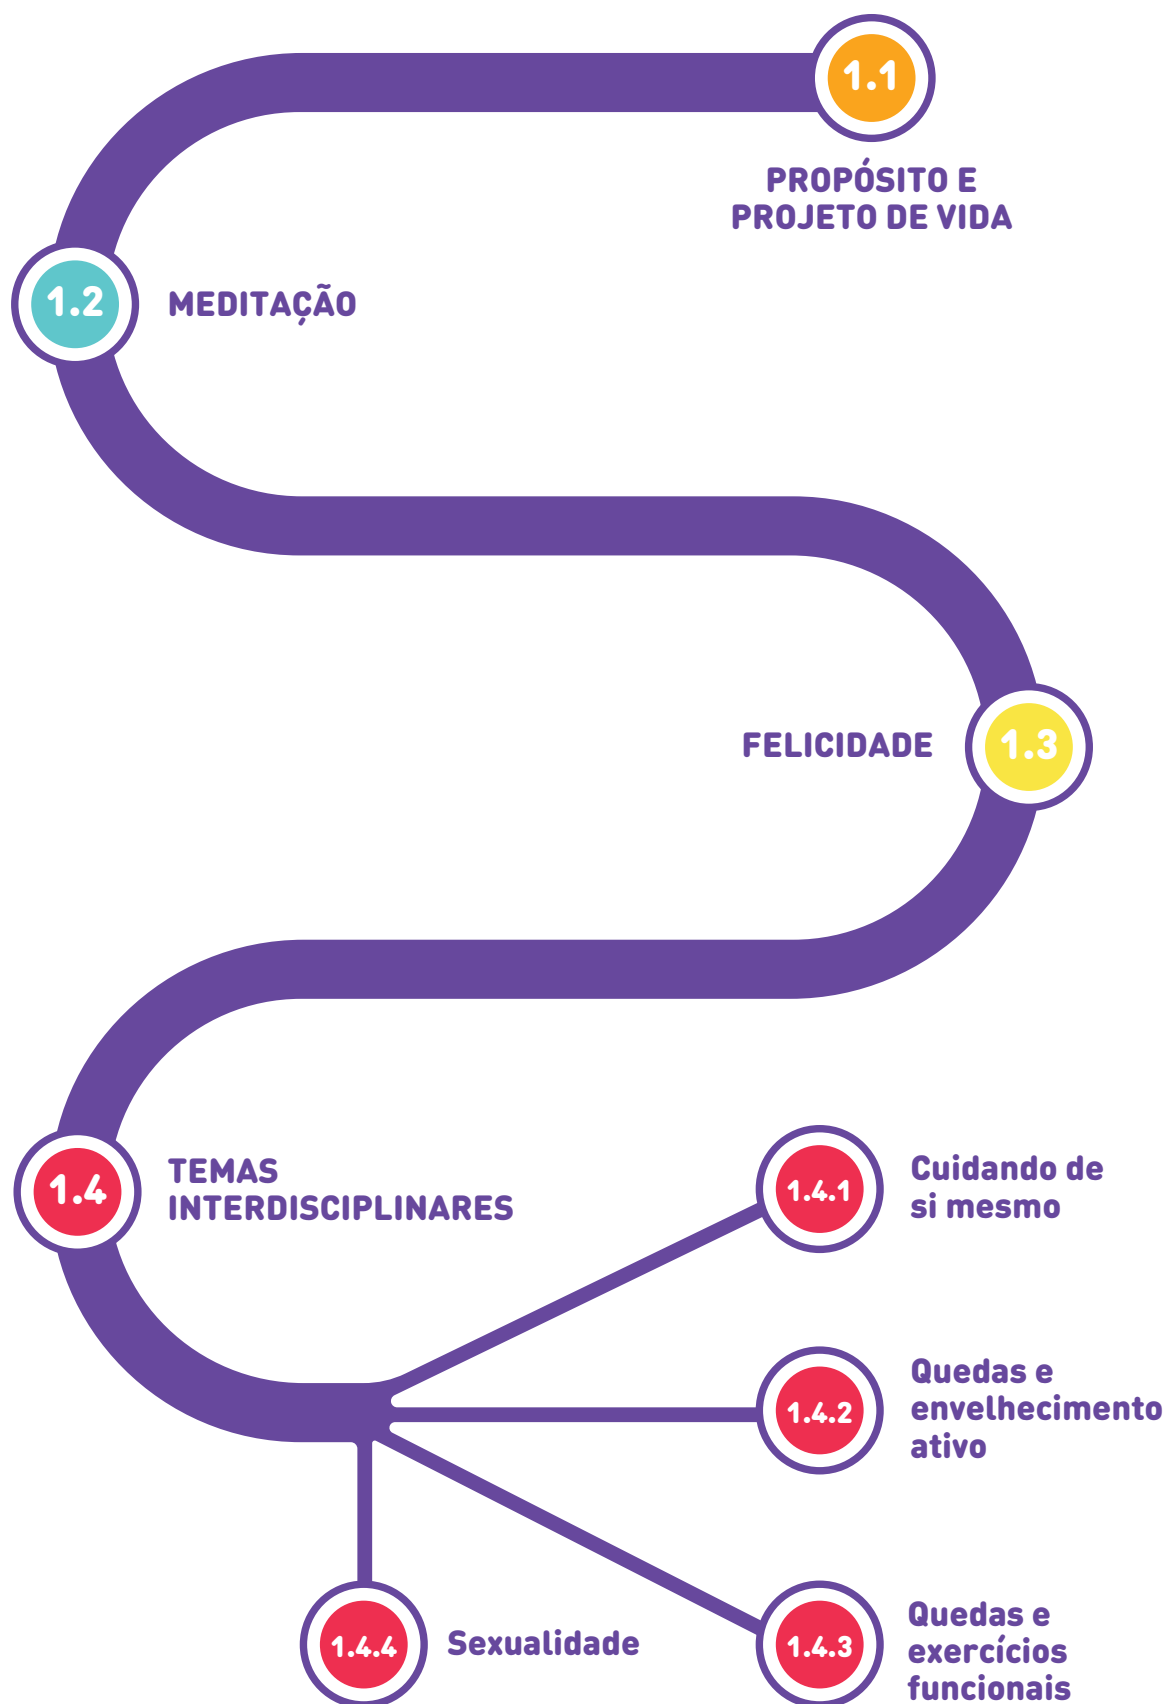 1.1
PROPÓSITO E
PROJETO DE VIDA
1.2
MEDITAÇÃO
FELICIDADE
1.3
1.4
TEMAS
INTERDISCIPLINARES
1.4.1
Cuidando de
si mesmo
1.4.2
Quedas e
envelhecimento
ativo
1.4.3
Quedas e
exercícios
funcionais
1.4.4
Sexualidade